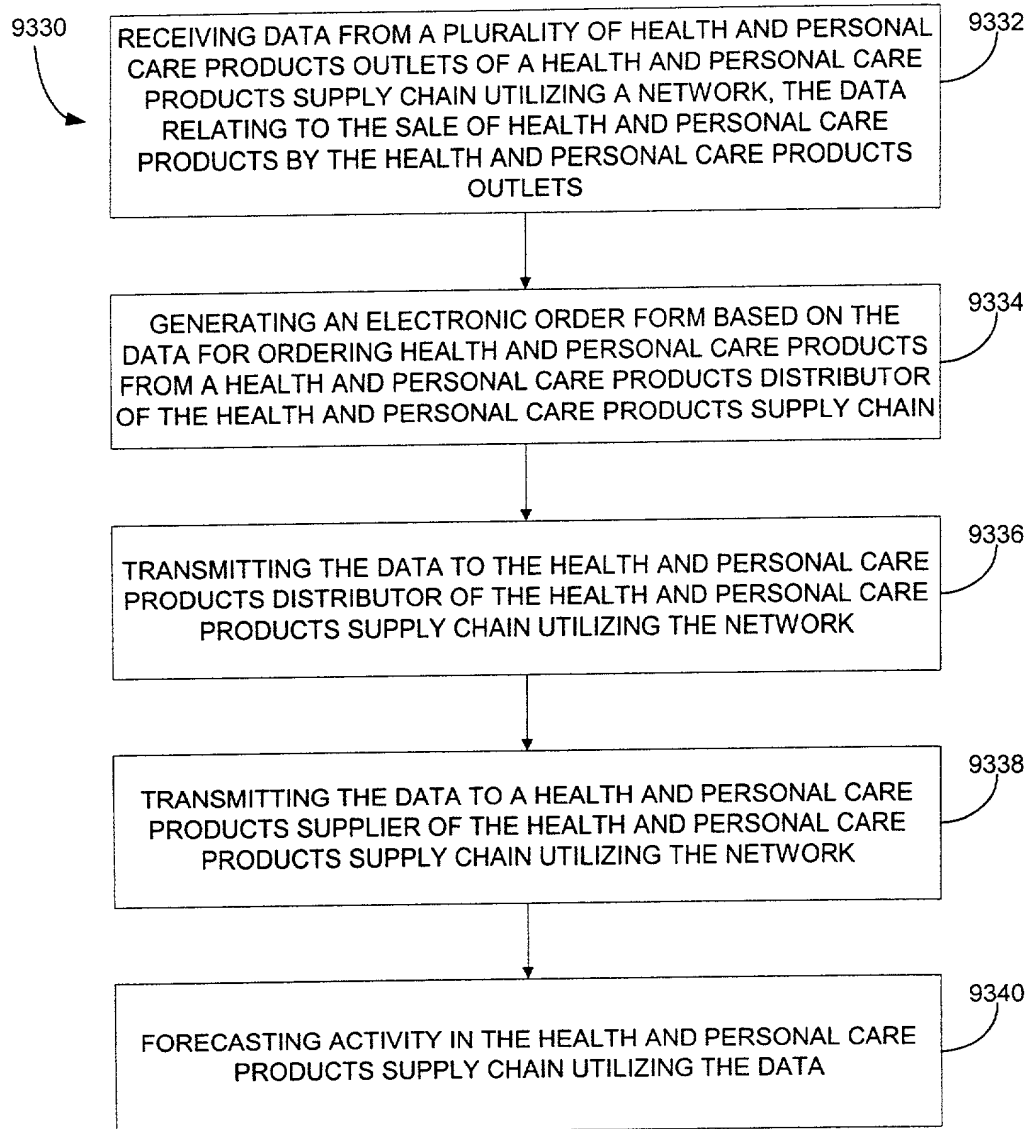 9330
9332
RECEIVING DATA FROM A PLURALITY OF HEALTH AND PERSONAL
CARE PRODUCTS OUTLETS OF A HEALTH AND PERSONAL CARE
PRODUCTS SUPPLY CHAIN UTILIZING A NETWORK, THE DATA
RELATING TO THE SALE OF HEALTH AND PERSONAL CARE
PRODUCTS BY THE HEALTH AND PERSONAL CARE PRODUCTS
OUTLETS
9334
GENERATING AN ELECTRONIC ORDER FORM BASED ON THE
DATA FOR ORDERING HEALTH AND PERSONAL CARE PRODUCTS
FROM A HEALTH AND PERSONAL CARE PRODUCTS DISTRIBUTOR
OF THE HEALTH AND PERSONAL CARE PRODUCTS SUPPLY CHAIN
9336
TRANSMITTING THE DATA TO THE HEALTH AND PERSONAL CARE
PRODUCTS DISTRIBUTOR OF THE HEALTH AND PERSONAL CARE
PRODUCTS SUPPLY CHAIN UTILIZING THE NETWORK
9338
TRANSMITTING THE DATA TO A HEALTH AND PERSONAL CARE
PRODUCTS SUPPLIER OF THE HEALTH AND PERSONAL CARE
PRODUCTS SUPPLY CHAIN UTILIZING THE NETWORK
9340
FORECASTING ACTIVITY IN THE HEALTH AND PERSONAL CARE
PRODUCTS SUPPLY CHAIN UTILIZING THE DATA